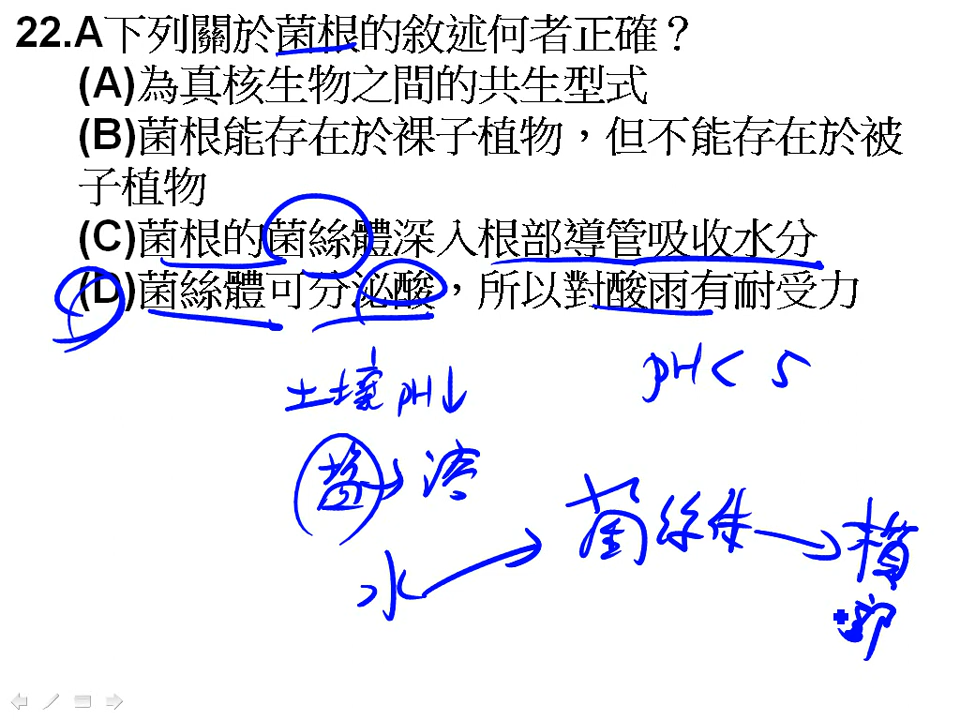 22.A下列關於菌根的敘述何者正確？
(A)為真核生物之間的共生型式
(B)菌根能存在於裸子植物，但不能存在於被
子植物
(C)菌根的菌絲體深入根部導管吸收水分
(D)菌絲體可分泌酸，所以對酸雨有耐受力
pH < 5
土壤 pH↓
鹽→溶
水→菌絲体→植